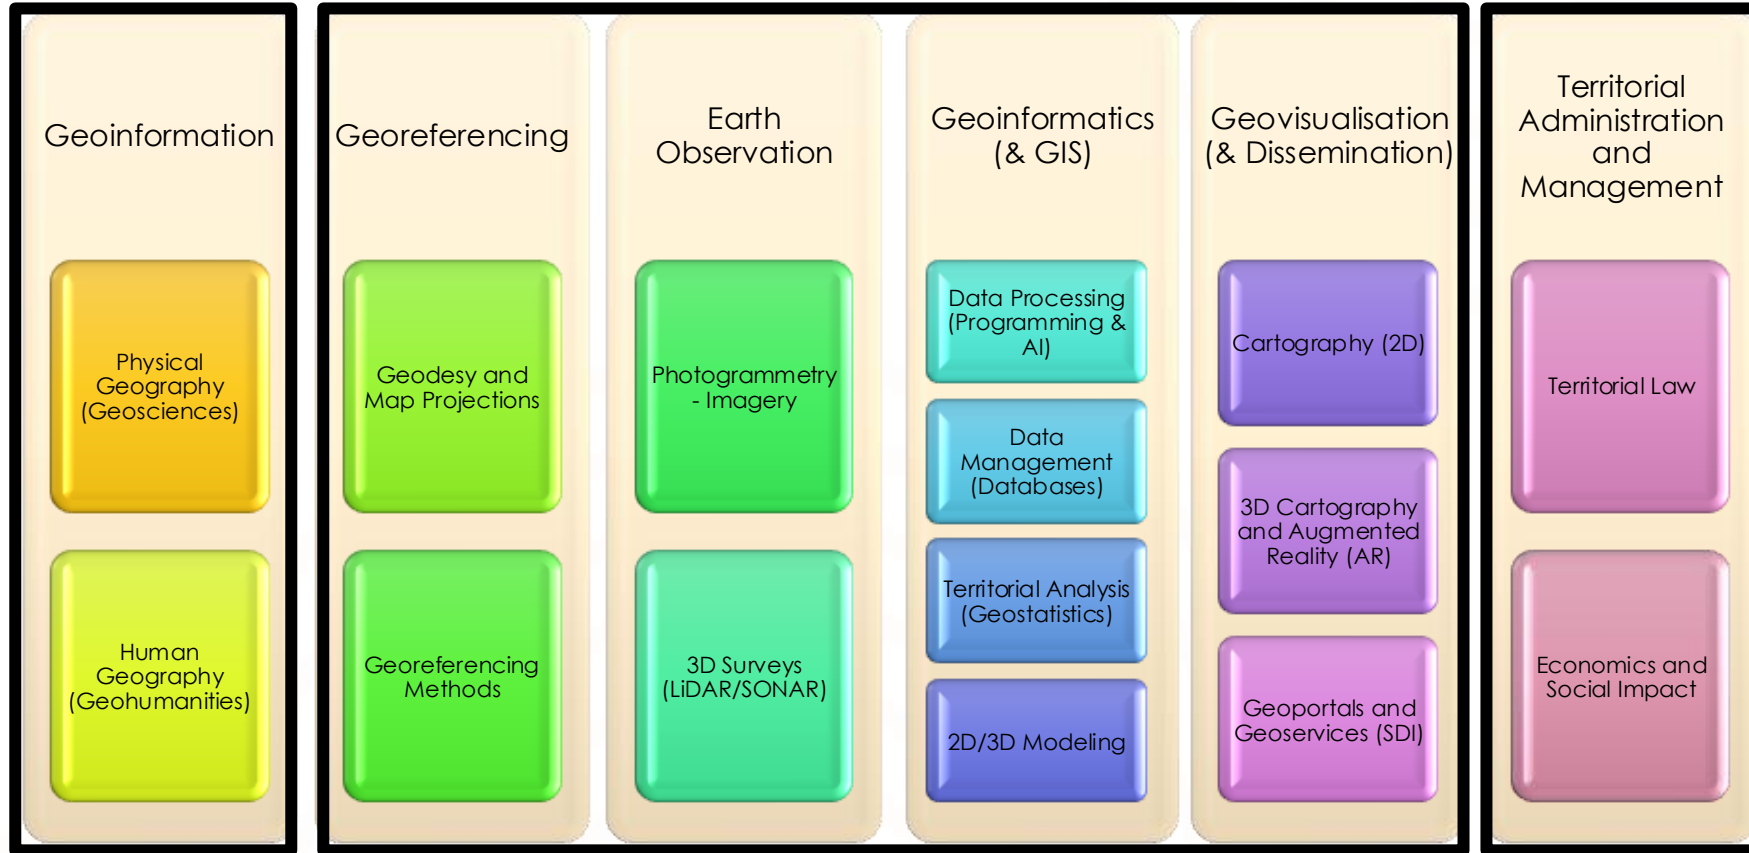 Geoinformation
Physical
Geography
(Geosciences)
Human
Geography
(Geohumanities)
Georeferencing
Geodesy and
Map Projections
Georeferencing
Methods
Earth
Observation
Photogrammetry
- Imagery
3D Surveys
(LiDAR/SONAR)
Geoinformatics
(& GIS)
Data Processing
(Programming &
AI)
Data
Management
(Databases)
Territorial Analysis
(Geostatistics)
2D/3D Modeling
Geovisualisation
(& Dissemination)
Cartography (2D)
3D Cartography
and Augmented
Reality (AR)
Geoportals and
Geoservices (SDI)
Territorial
Administration
and
Management
Territorial Law
Economics and
Social Impact